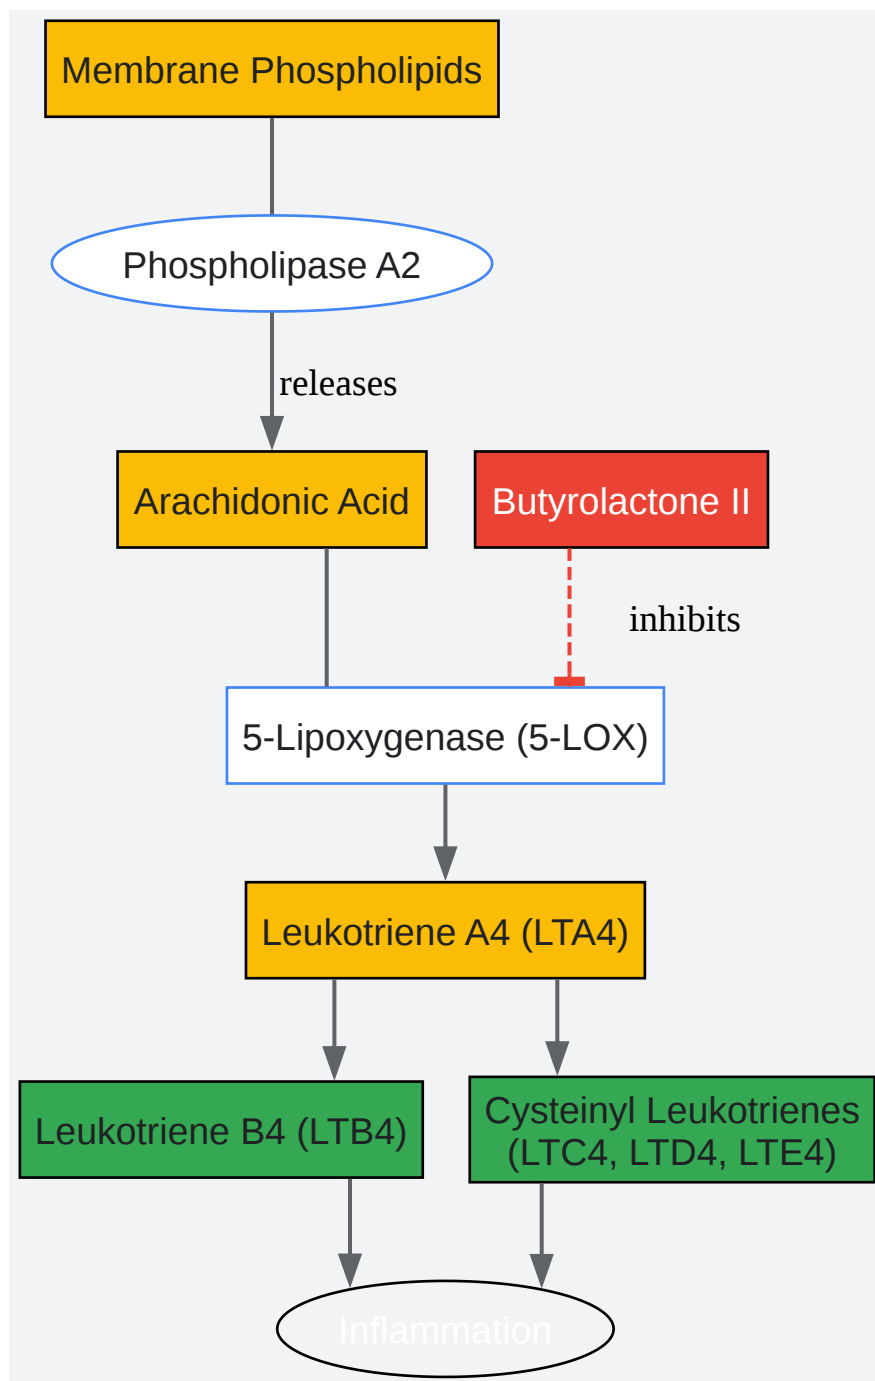 Membrane Phospholipids
Phospholipase A2
releases
Arachidonic Acid
Butyrolactone II
inhibits
5-Lipoxygenase (5-LOX)
Leukotriene A4 (LTA4)
Leukotriene B4 (LTB4)
Cysteinyl Leukotrienes
(LTC4, LTD4, LTE4)
Inflammation